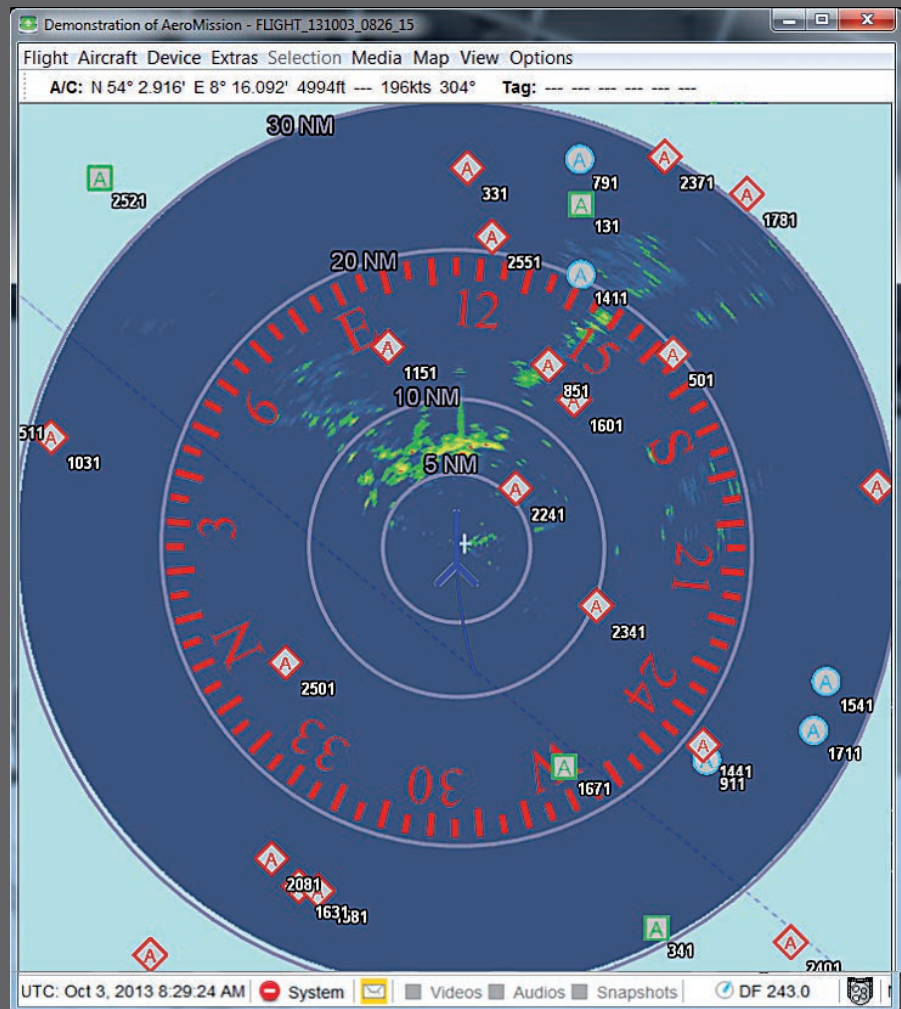 Demonstration of AeroMission - FLIGHT_131003_0826_15
Flight Aircraft Device Extras Selection Media Map View Options
A/C: N 54° 2.916' E 8° 16.092' 4994ft --- 196kts 304° Tag: --- --- --- --- --- ---
30 NM
A A A A A
331 791 2371
2521 131 1781
A A
20 NM 2551
A
1411
12
E 15
A A A
1151 851 501
10 NM
A
6 1601
S
511 A
1031
5 NM
A A
2241
3 21
A
2341
N 24
A
2501
A
1541
A
1711
33 W
A A A
1671 1441
911
30
A
2081
A A
1631
A
341
A A
2401
UTC: Oct 3, 2013 8:29:24 AM System Videos Audios Snapshots DF 243.0